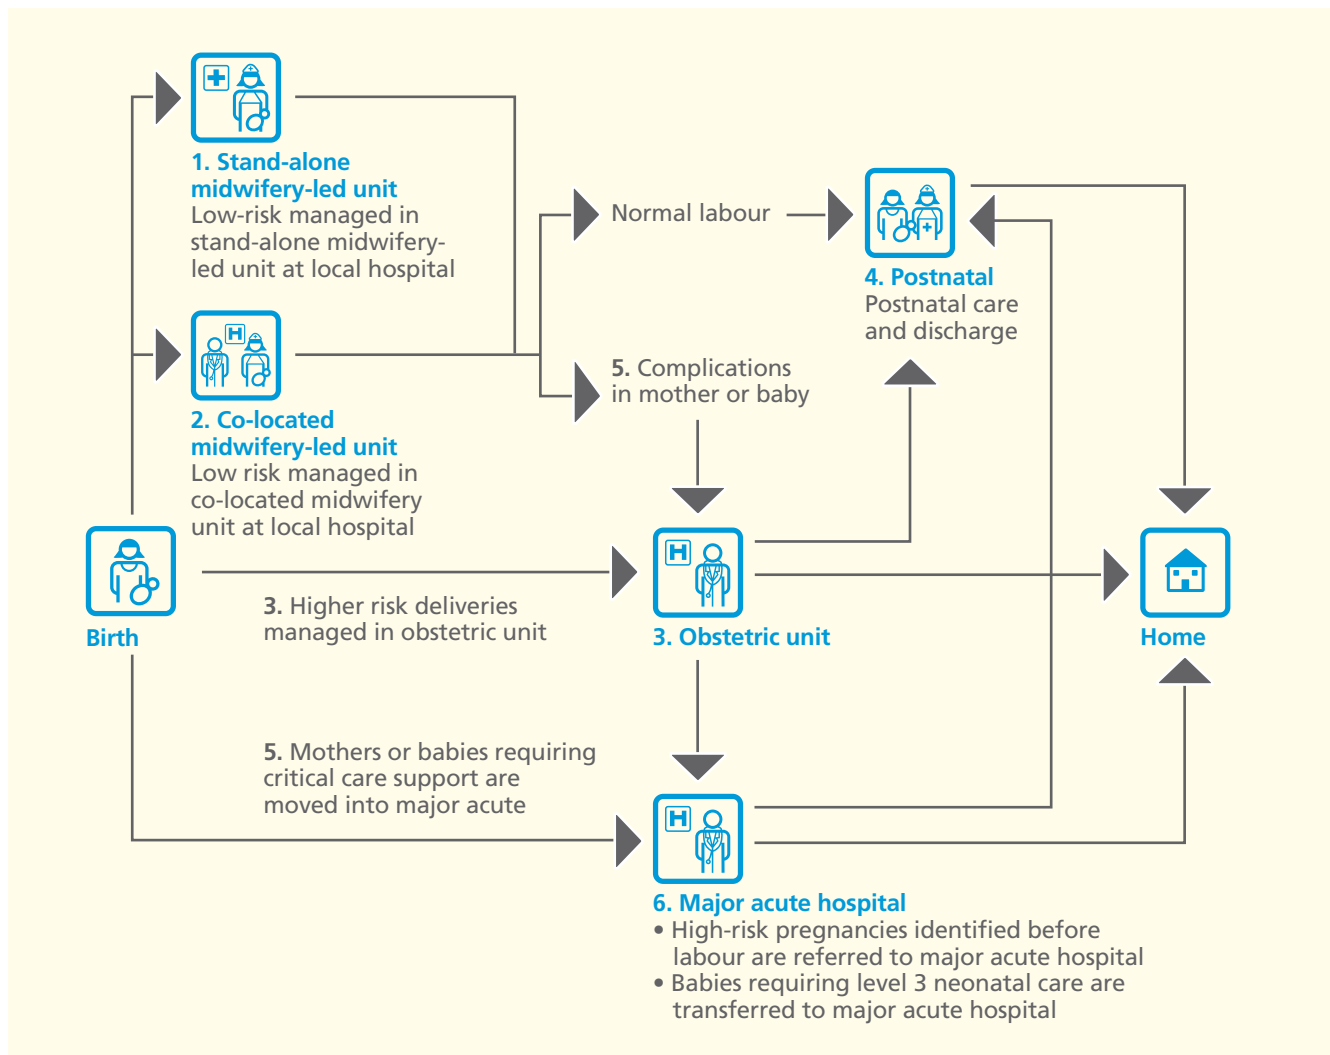 1. Stand-alone
midwifery-led unit
Low-risk managed in
stand-alone midwifery-
led unit at local hospital
Normal labour
4. Postnatal
Postnatal care
and discharge
H
2. Co-located
midwifery-led unit
Low risk managed in
co-located midwifery
unit at local hospital
5. Complications
in mother or baby
Birth
3. Higher risk deliveries
managed in obstetric unit
H
3. Obstetric unit
Home
5. Mothers or babies requiring
critical care support are
moved into major acute
H
6. Major acute hospital
• High-risk pregnancies identified before
labour are referred to major acute hospital
• Babies requiring level 3 neonatal care are
transferred to major acute hospital